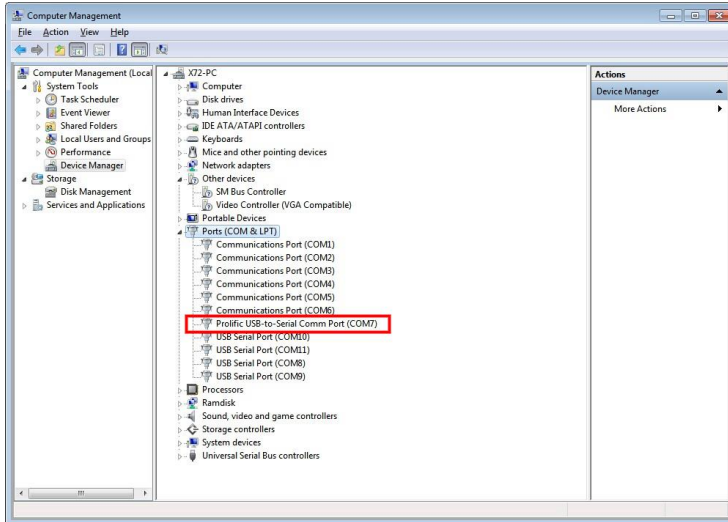 Computer Management
File Action View Help
Computer Management (Local
System Tools
Task Scheduler
Event Viewer
Shared Folders
Local Users and Groups
Performance
Device Manager
Storage
Disk Management
Services and Applications
X72-PC
Computer
Disk drives
Human Interface Devices
IDE ATA/ATAPI controllers
Keyboards
Mice and other pointing devices
Network adapters
Other devices
SM Bus Controller
Video Controller (VGA Compatible)
Portable Devices
Ports (COM & LPT)
Communications Port (COM1)
Communications Port (COM2)
Communications Port (COM3)
Communications Port (COM4)
Communications Port (COM5)
Communications Port (COM6)
Prolific USB-to-Serial Comm Port (COM7)
USB Serial Port (COM10)
USB Serial Port (COM11)
USB Serial Port (COM8)
USB Serial Port (COM9)
Processors
Ramdisk
Sound, video and game controllers
Storage controllers
System devices
Universal Serial Bus controllers
Actions
Device Manager
More Actions